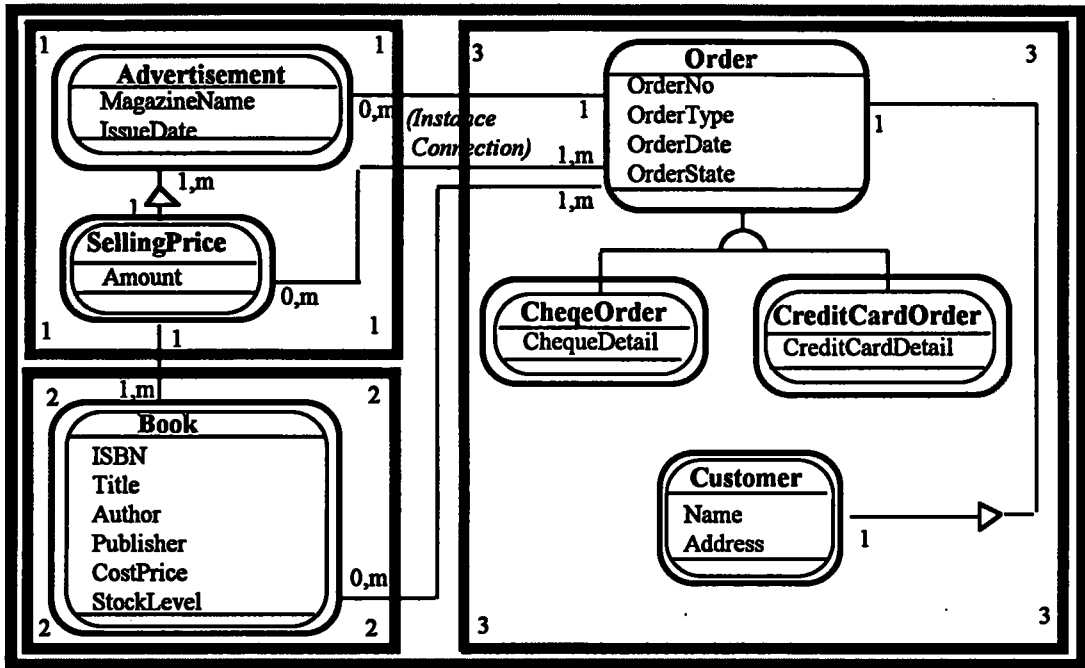 1 1
Advertisement
MagazineName
IssueDate
0,m
(Instance
Connection)
1,m
1
SellingPrice
Amount
0,m
1 1 1
2 1,m 2
Book
ISBN
Title
Author
Publisher
CostPrice
StockLevel
0,m
2 2
3 3
Order
OrderNo
OrderType
OrderDate
OrderState
1
1,m
1,m
1
CheqeOrder
ChequeDetail
CreditCardOrder
CreditCardDetail
Customer
Name
Address
1
3 3